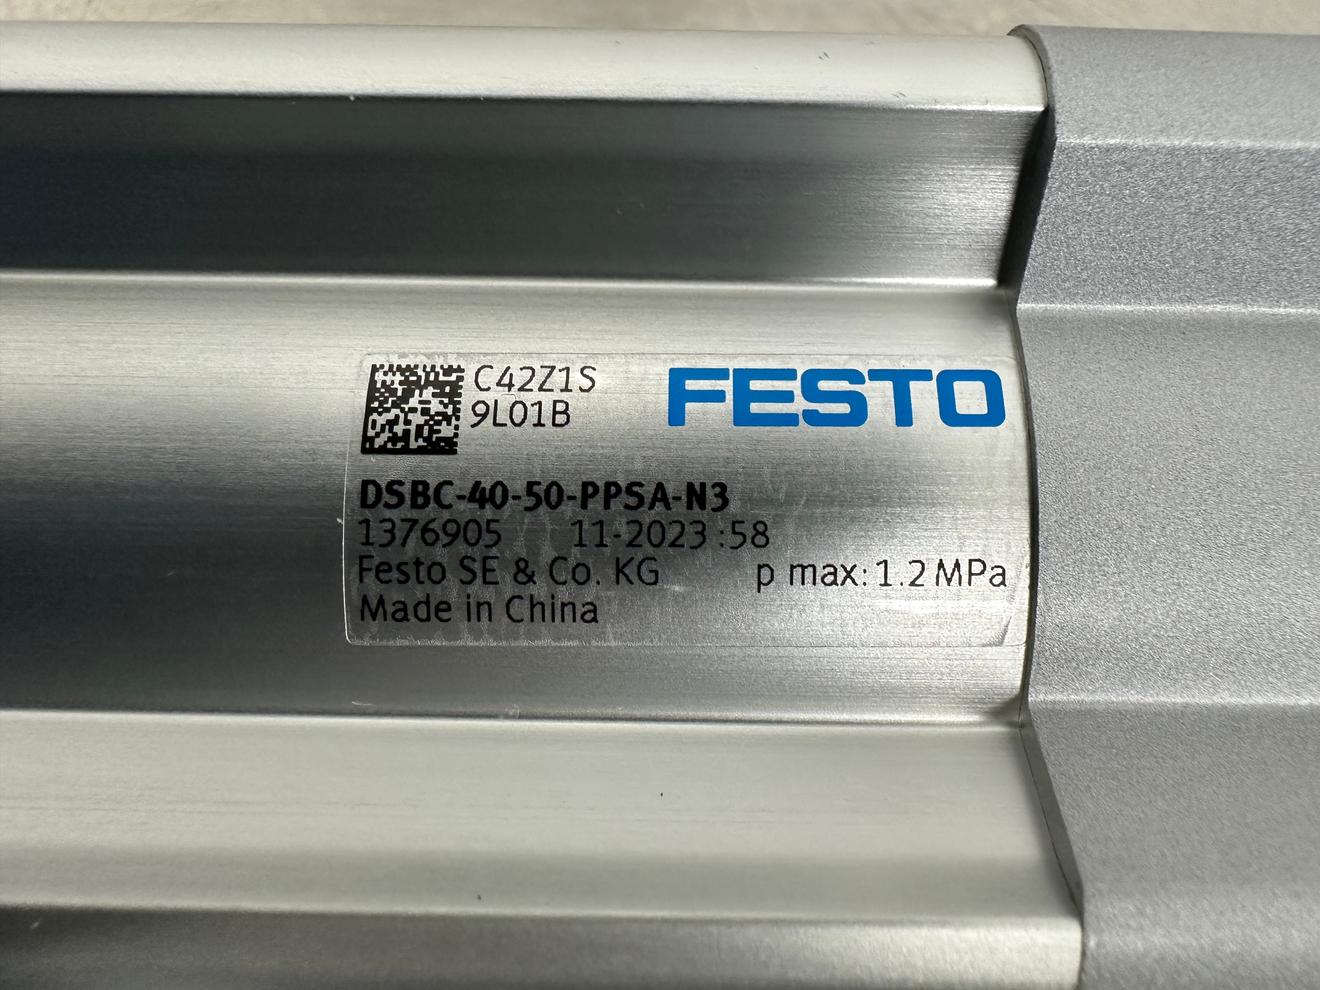 C42Z1S
9L01B
FESTO
DSBC-40-50-PPSA-N3
1376905 11-2023 :58
Festo SE & Co. KG p max: 1.2 MPa
Made in China